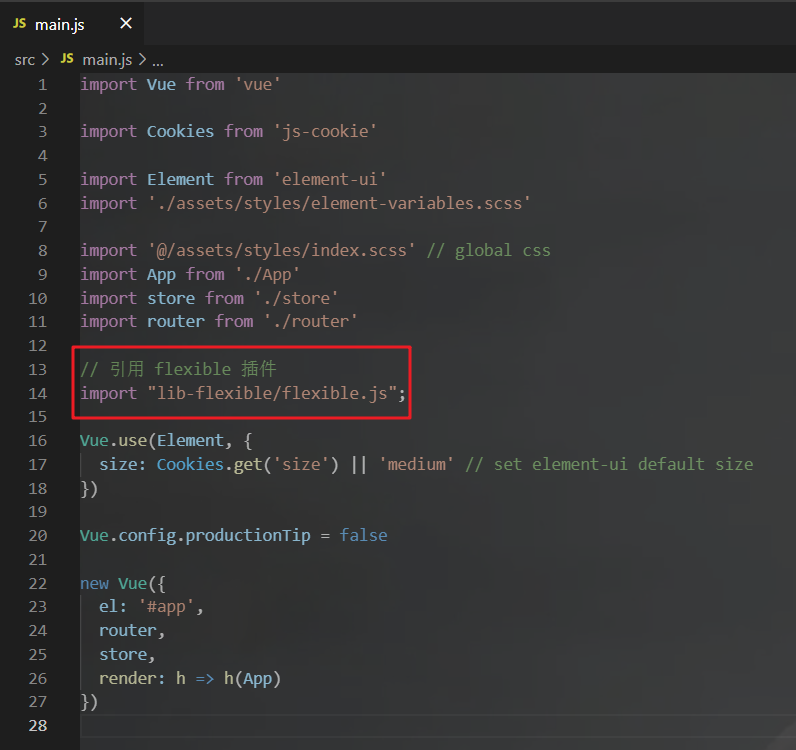 JS main.js ×
src > JS main.js > ...
1 import Vue from 'vue'
2
3 import Cookies from 'js-cookie'
4
5 import Element from 'element-ui'
6 import './assets/styles/element-variables.scss'
7
8 import '@/assets/styles/index.scss' // global css
9 import App from './App'
10 import store from './store'
11 import router from './router'
12
13 // 引用 flexible 插件
14 import "lib-flexible/flexible.js";
15
16 Vue.use(Element, {
17   size: Cookies.get('size') || 'medium' // set element-ui default size
18 })
19
20 Vue.config.productionTip = false
21
22 new Vue({
23   el: '#app',
24   router,
25   store,
26   render: h => h(App)
27 })
28